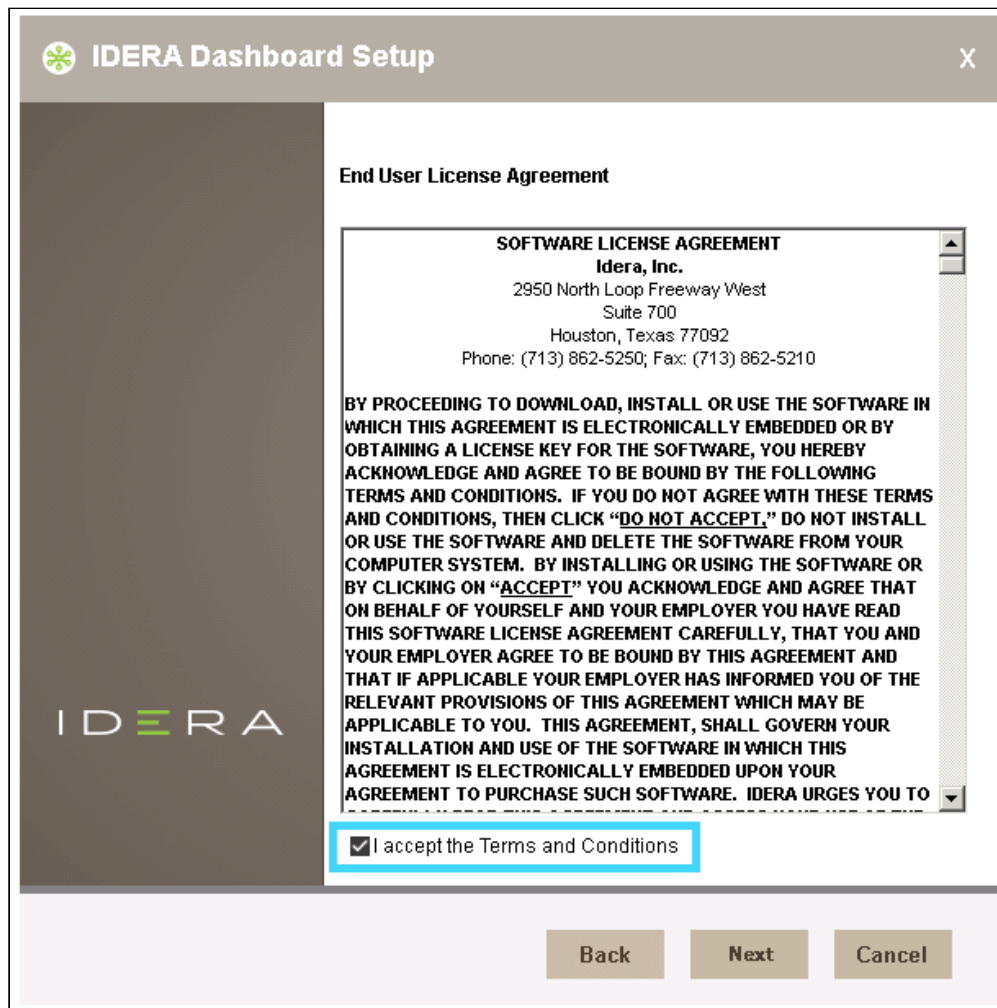 IDERA Dashboard Setup X
End User License Agreement
SOFTWARE LICENSE AGREEMENT
Idera, Inc.
2950 North Loop Freeway West
Suite 700
Houston, Texas 77092
Phone: (713) 862-5250; Fax: (713) 862-5210
BY PROCEEDING TO DOWNLOAD, INSTALL OR USE THE SOFTWARE IN
WHICH THIS AGREEMENT IS ELECTRONICALLY EMBEDDED OR BY
OBTAINING A LICENSE KEY FOR THE SOFTWARE, YOU HEREBY
ACKNOWLEDGE AND AGREE TO BE BOUND BY THE FOLLOWING
TERMS AND CONDITIONS.  IF YOU DO NOT AGREE WITH THESE TERMS
AND CONDITIONS, THEN CLICK “DO NOT ACCEPT,” DO NOT INSTALL
OR USE THE SOFTWARE AND DELETE THE SOFTWARE FROM YOUR
COMPUTER SYSTEM.  BY INSTALLING OR USING THE SOFTWARE OR
BY CLICKING ON “ACCEPT” YOU ACKNOWLEDGE AND AGREE THAT
ON BEHALF OF YOURSELF AND YOUR EMPLOYER YOU HAVE READ
THIS SOFTWARE LICENSE AGREEMENT CAREFULLY, THAT YOU AND
YOUR EMPLOYER AGREE TO BE BOUND BY THIS AGREEMENT AND
THAT IF APPLICABLE YOUR EMPLOYER HAS INFORMED YOU OF THE
RELEVANT PROVISIONS OF THIS AGREEMENT WHICH MAY BE
APPLICABLE TO YOU.  THIS AGREEMENT, SHALL GOVERN YOUR
INSTALLATION AND USE OF THE SOFTWARE IN WHICH THIS
AGREEMENT IS ELECTRONICALLY EMBEDDED UPON YOUR
AGREEMENT TO PURCHASE SUCH SOFTWARE.  IDERA URGES YOU TO
IDERA
I accept the Terms and Conditions
Back Next Cancel